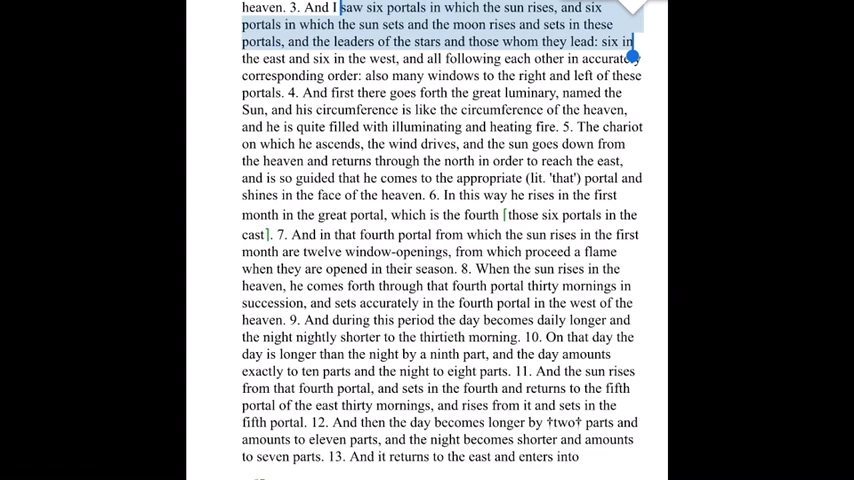 heaven. 3. And I saw six portals in which the sun rises, and six
portals in which the sun sets and the moon rises and sets in these
portals, and the leaders of the stars and those whom they lead: six in
the east and six in the west, and all following each other in accurately
corresponding order: also many windows to the right and left of these
portals. 4. And first there goes forth the great luminary, named the
Sun, and his circumference is like the circumference of the heaven,
and he is quite filled with illuminating and heating fire. 5. The chariot
on which he ascends, the wind drives, and the sun goes down from
the heaven and returns through the north in order to reach the east,
and is so guided that he comes to the appropriate (lit. 'that') portal and
shines in the face of the heaven. 6. In this way he rises in the first
month in the great portal, which is the fourth ⌈those six portals in the
cast⌉. 7. And in that fourth portal from which the sun rises in the first
month are twelve window-openings, from which proceed a flame
when they are opened in their season. 8. When the sun rises in the
heaven, he comes forth through that fourth portal thirty mornings in
succession, and sets accurately in the fourth portal in the west of the
heaven. 9. And during this period the day becomes daily longer and
the night nightly shorter to the thirtieth morning. 10. On that day the
day is longer than the night by a ninth part, and the day amounts
exactly to ten parts and the night to eight parts. 11. And the sun rises
from that fourth portal, and sets in the fourth and returns to the fifth
portal of the east thirty mornings, and rises from it and sets in the
fifth portal. 12. And then the day becomes longer by †two† parts and
amounts to eleven parts, and the night becomes shorter and amounts
to seven parts. 13. And it returns to the east and enters into